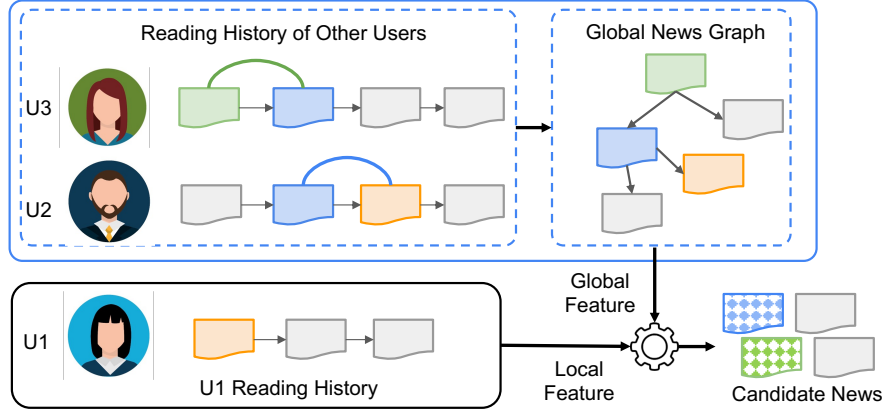 Reading History of Other Users
Global News Graph
U3
U2
Global
Feature
U1
U1 Reading History
Local
Feature
Candidate News